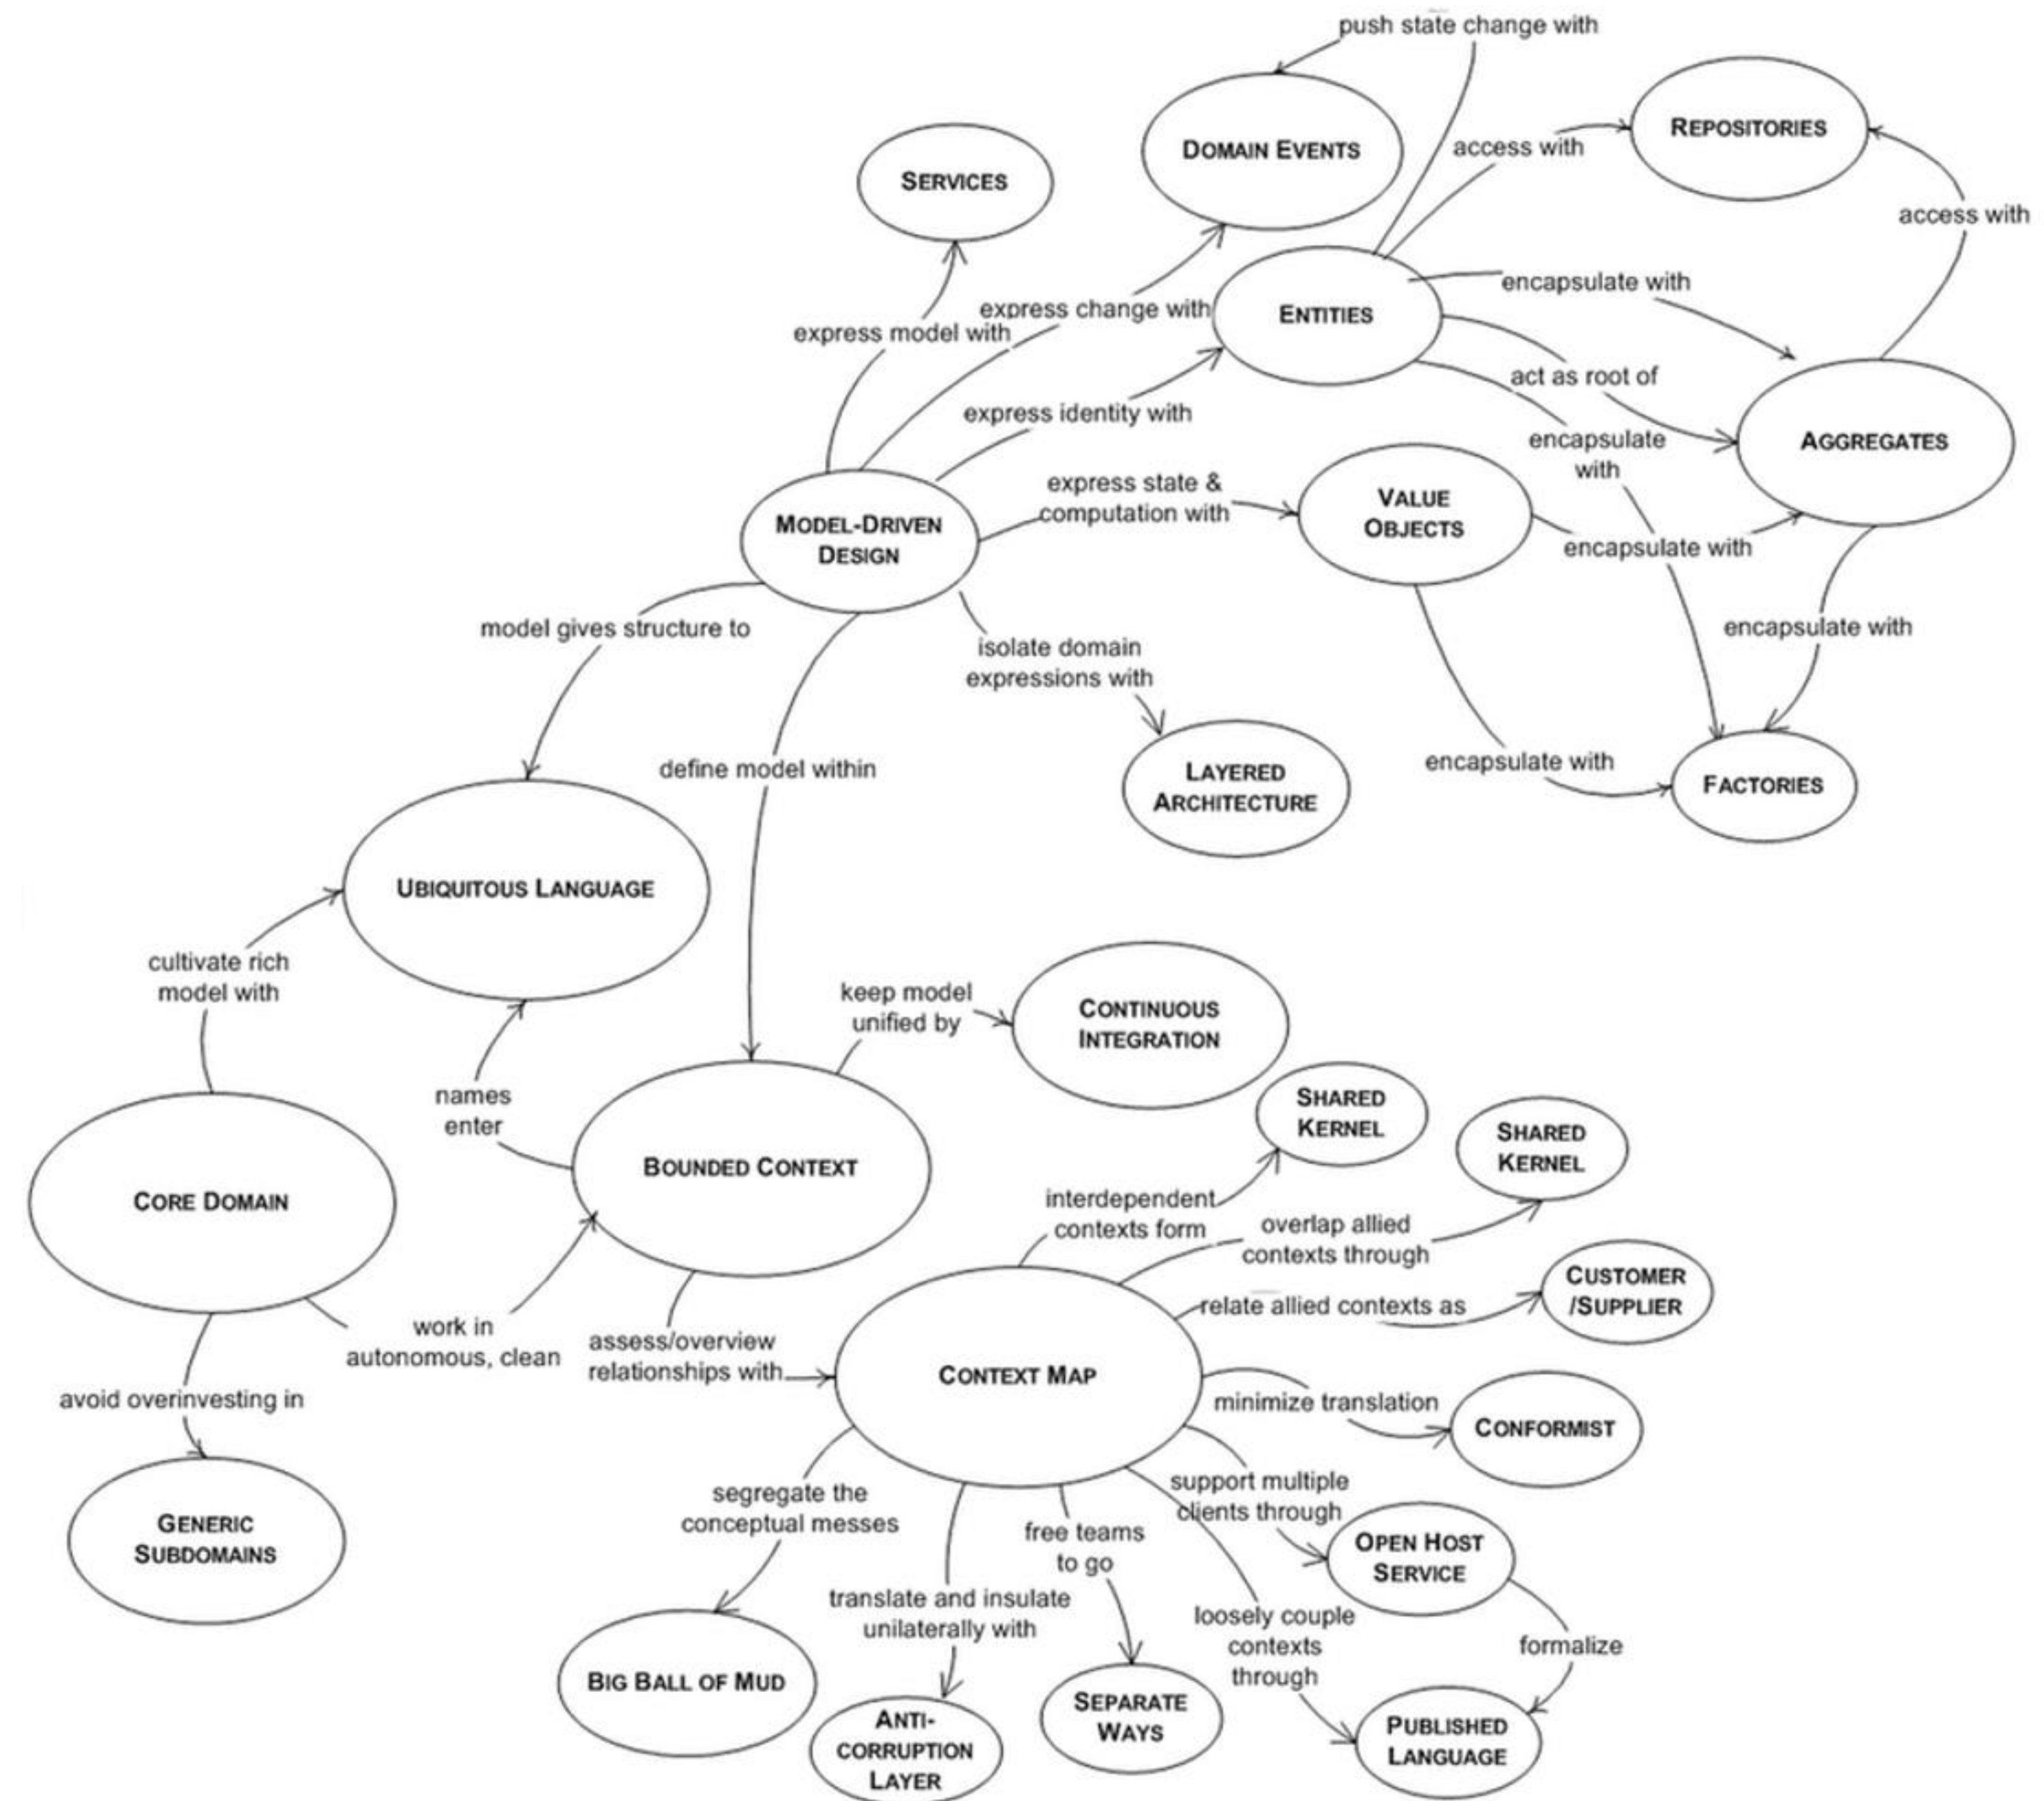 push state change with
DOMAIN EVENTS
access with
REPOSITORIES
SERVICES
access with
express change with
express model with
ENTITIES
encapsulate with
act as root of
express identity with
encapsulate
with
AGGREGATES
express state &
computation with
VALUE
OBJECTS
MODEL-DRIVEN
DESIGN
encapsulate with
encapsulate with
model gives structure to
isolate domain
expressions with
define model within
encapsulate with
LAYERED
ARCHITECTURE
FACTORIES
UBIQUITOUS LANGUAGE
cultivate rich
model with
keep model
unified by
CONTINUOUS
INTEGRATION
names
enter
SHARED
KERNEL
SHARED
KERNEL
BOUNDED CONTEXT
CORE DOMAIN
interdependent
contexts form
overlap allied
contexts through
CUSTOMER
/SUPPLIER
relate allied contexts as
work in
autonomous, clean
assess/overview
relationships with
CONTEXT MAP
avoid overinvesting in
minimize translation
CONFORMIST
segregate the
conceptual messes
support multiple
clients through
GENERIC
SUBDOMAINS
free teams
to go
OPEN HOST
SERVICE
translate and insulate
unilaterally with
loosely couple
contexts
through
formalize
BIG BALL OF MUD
ANTI-
CORRUPTION
LAYER
SEPARATE
WAYS
PUBLISHED
LANGUAGE